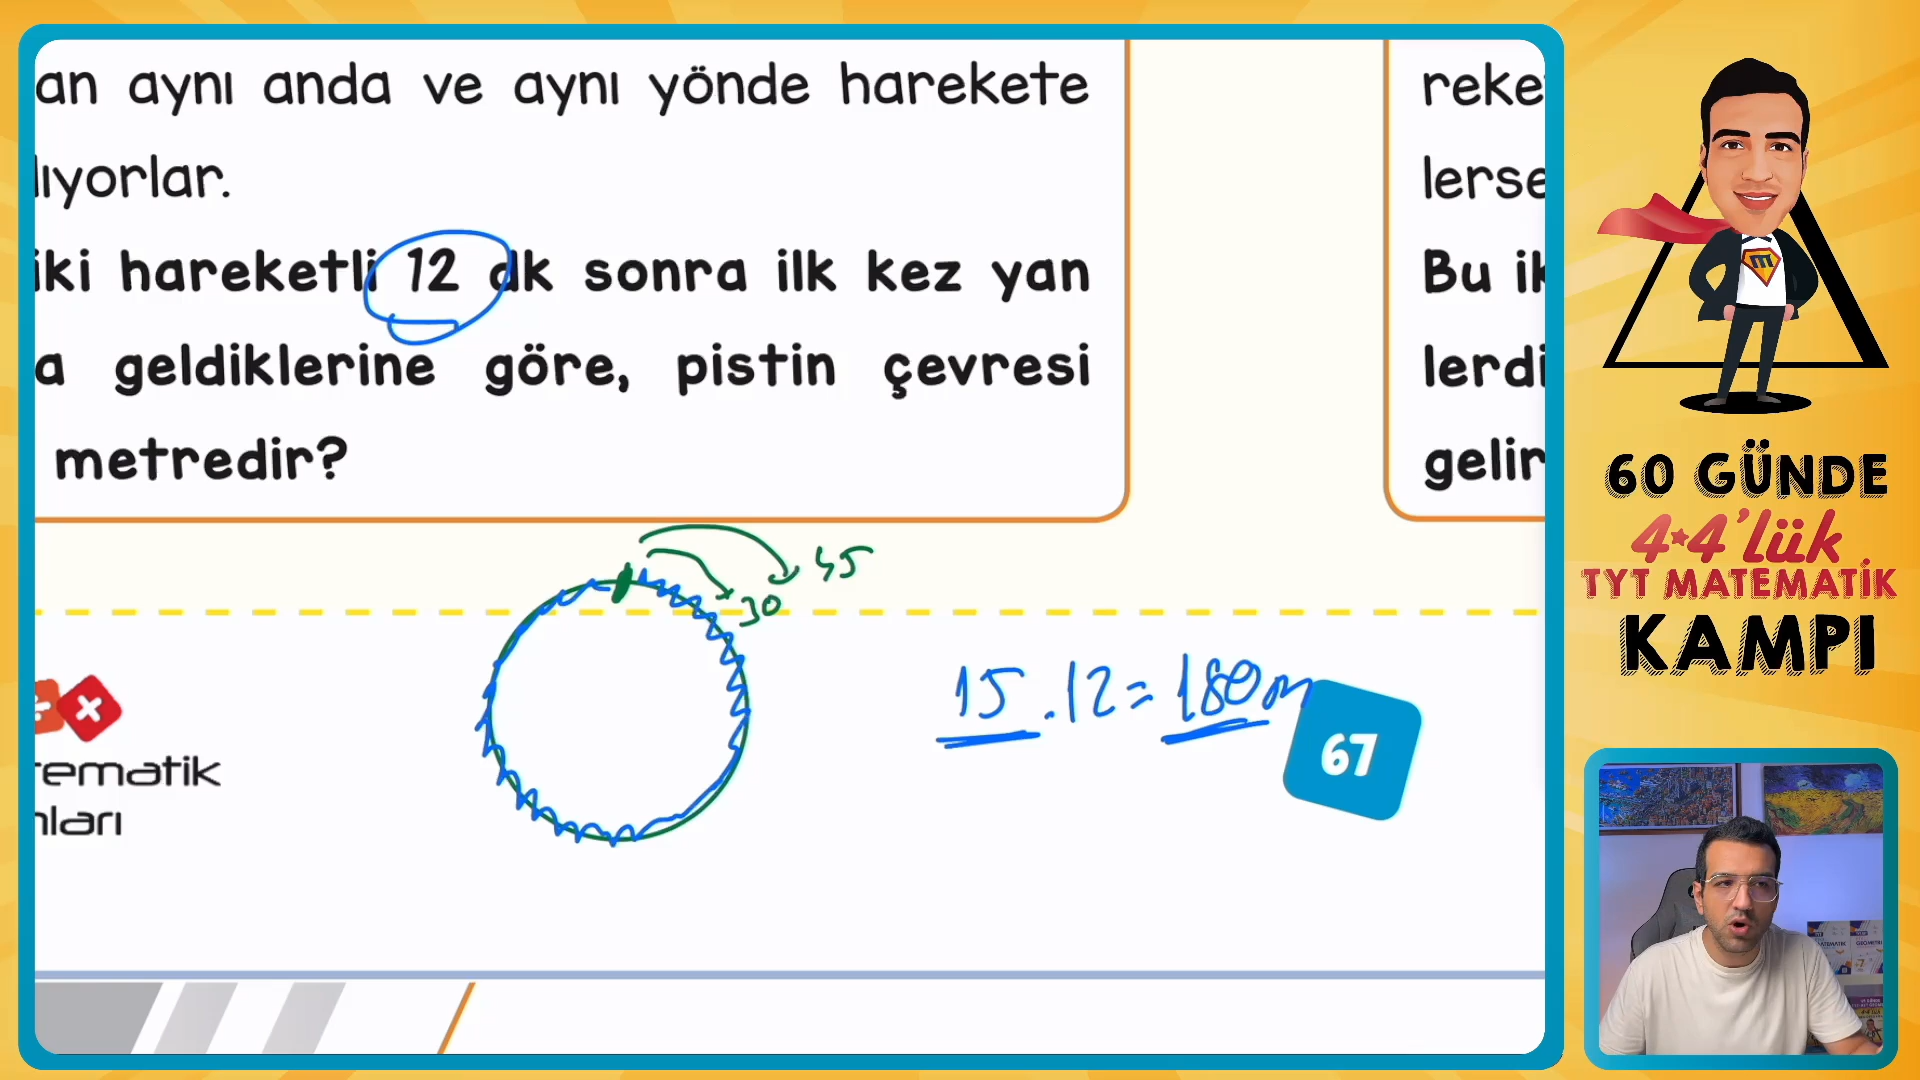 an aynı anda ve aynı yönde harekete
lıyorlar.
iki hareketli 12 dk sonra ilk kez yan
a geldiklerine göre, pistin çevresi
metredir?
reke
lerse
Bu ik
lerdi
gelir
45
30
15.12=180m
67
tematik
nları
60 GÜNDE
4★4'lük
TYT MATEMATİK
KAMPI